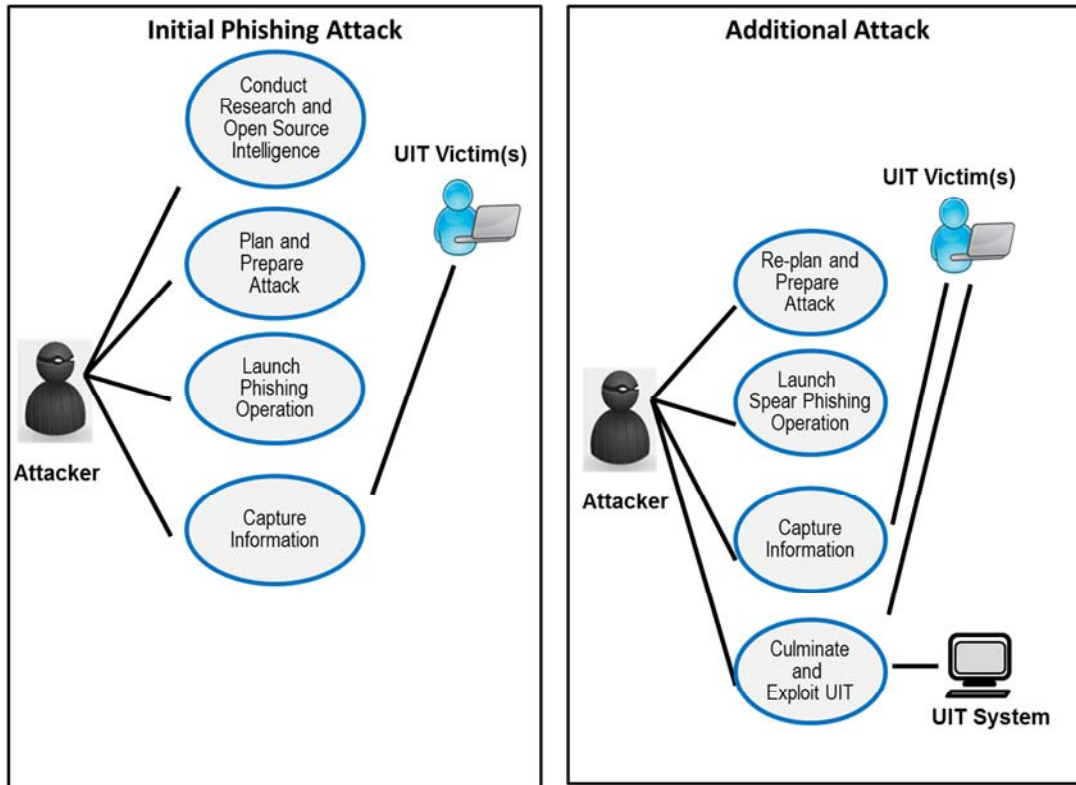 Initial Phishing Attack
Conduct
Research and
Open Source
Intelligence
UIT Victim(s)
Plan and
Prepare
Attack
Launch
Phishing
Operation
Attacker
Capture
Information
Additional Attack
UIT Victim(s)
Re-plan and
Prepare
Attack
Launch
Spear Phishing
Operation
Attacker
Capture
Information
Culminate
and
Exploit UIT
UIT System